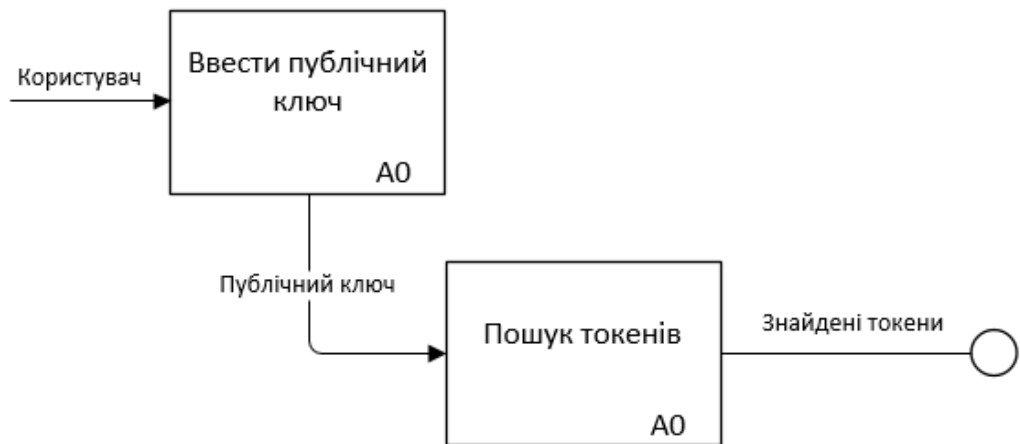 Користувач
Ввести публічний
ключ
A0
Публічний ключ
Пошук токенів
A0
Знайдені токени